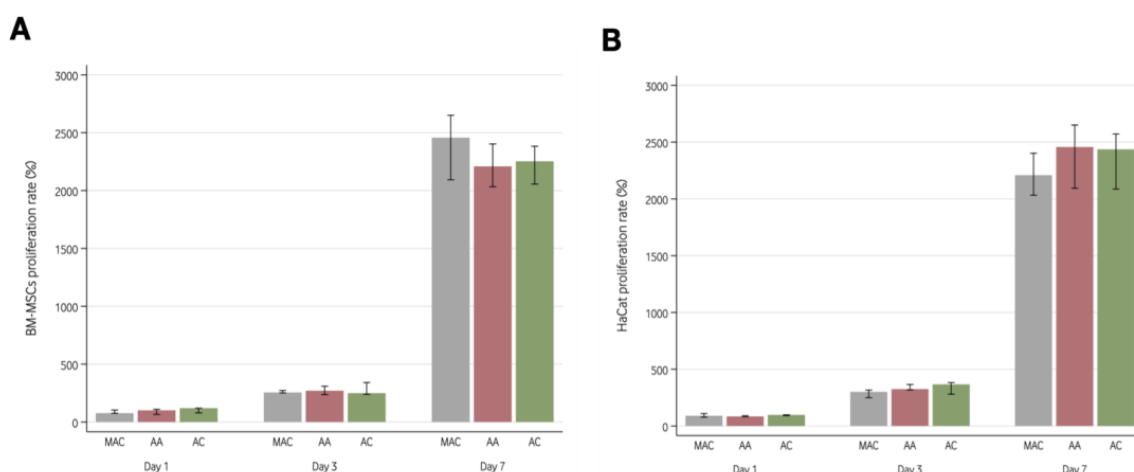 A
BM-MSCs proliferation rate (%)
3000
2500
2000
1500
1000
500
0
MAC AA AC MAC AA AC MAC AA AC
Day 1 Day 3 Day 7
B
HaCat proliferation rate (%)
3000
2500
2000
1500
1000
500
0
MAC AA AC MAC AA AC MAC AA AC
Day 1 Day 3 Day 7